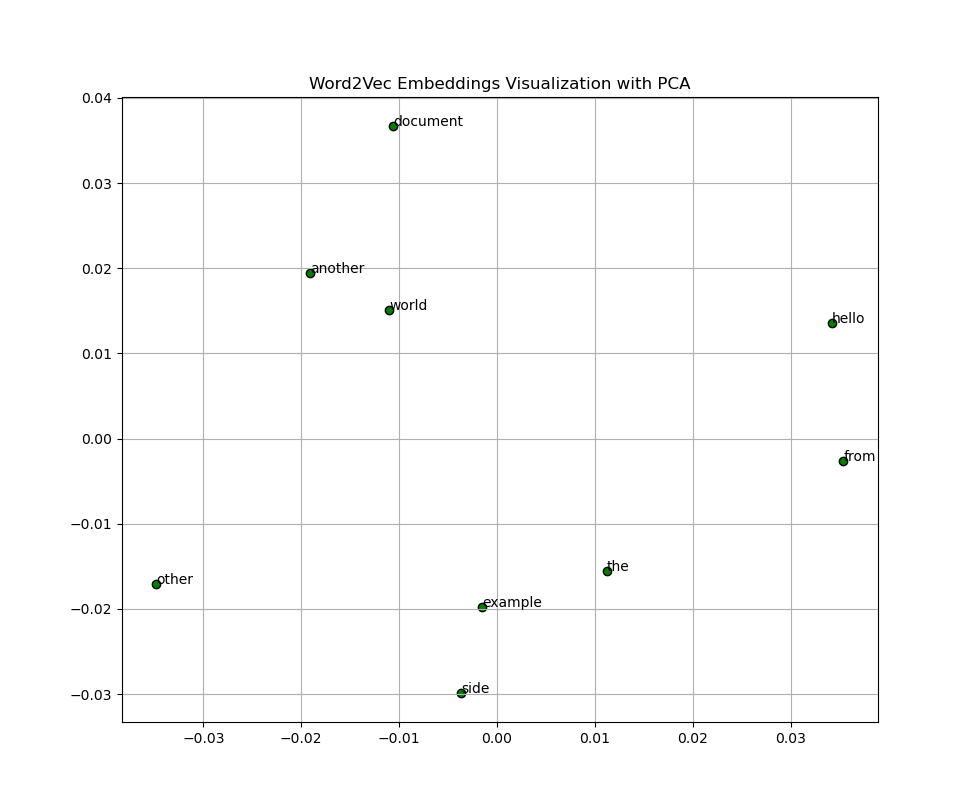 Word2Vec Embeddings Visualization with PCA
0.04
document
0.03
another
0.02
world
hello
0.01
0.00
from
−0.01
the
other
example
−0.02
side
−0.03
−0.03 −0.02 −0.01 0.00 0.01 0.02 0.03